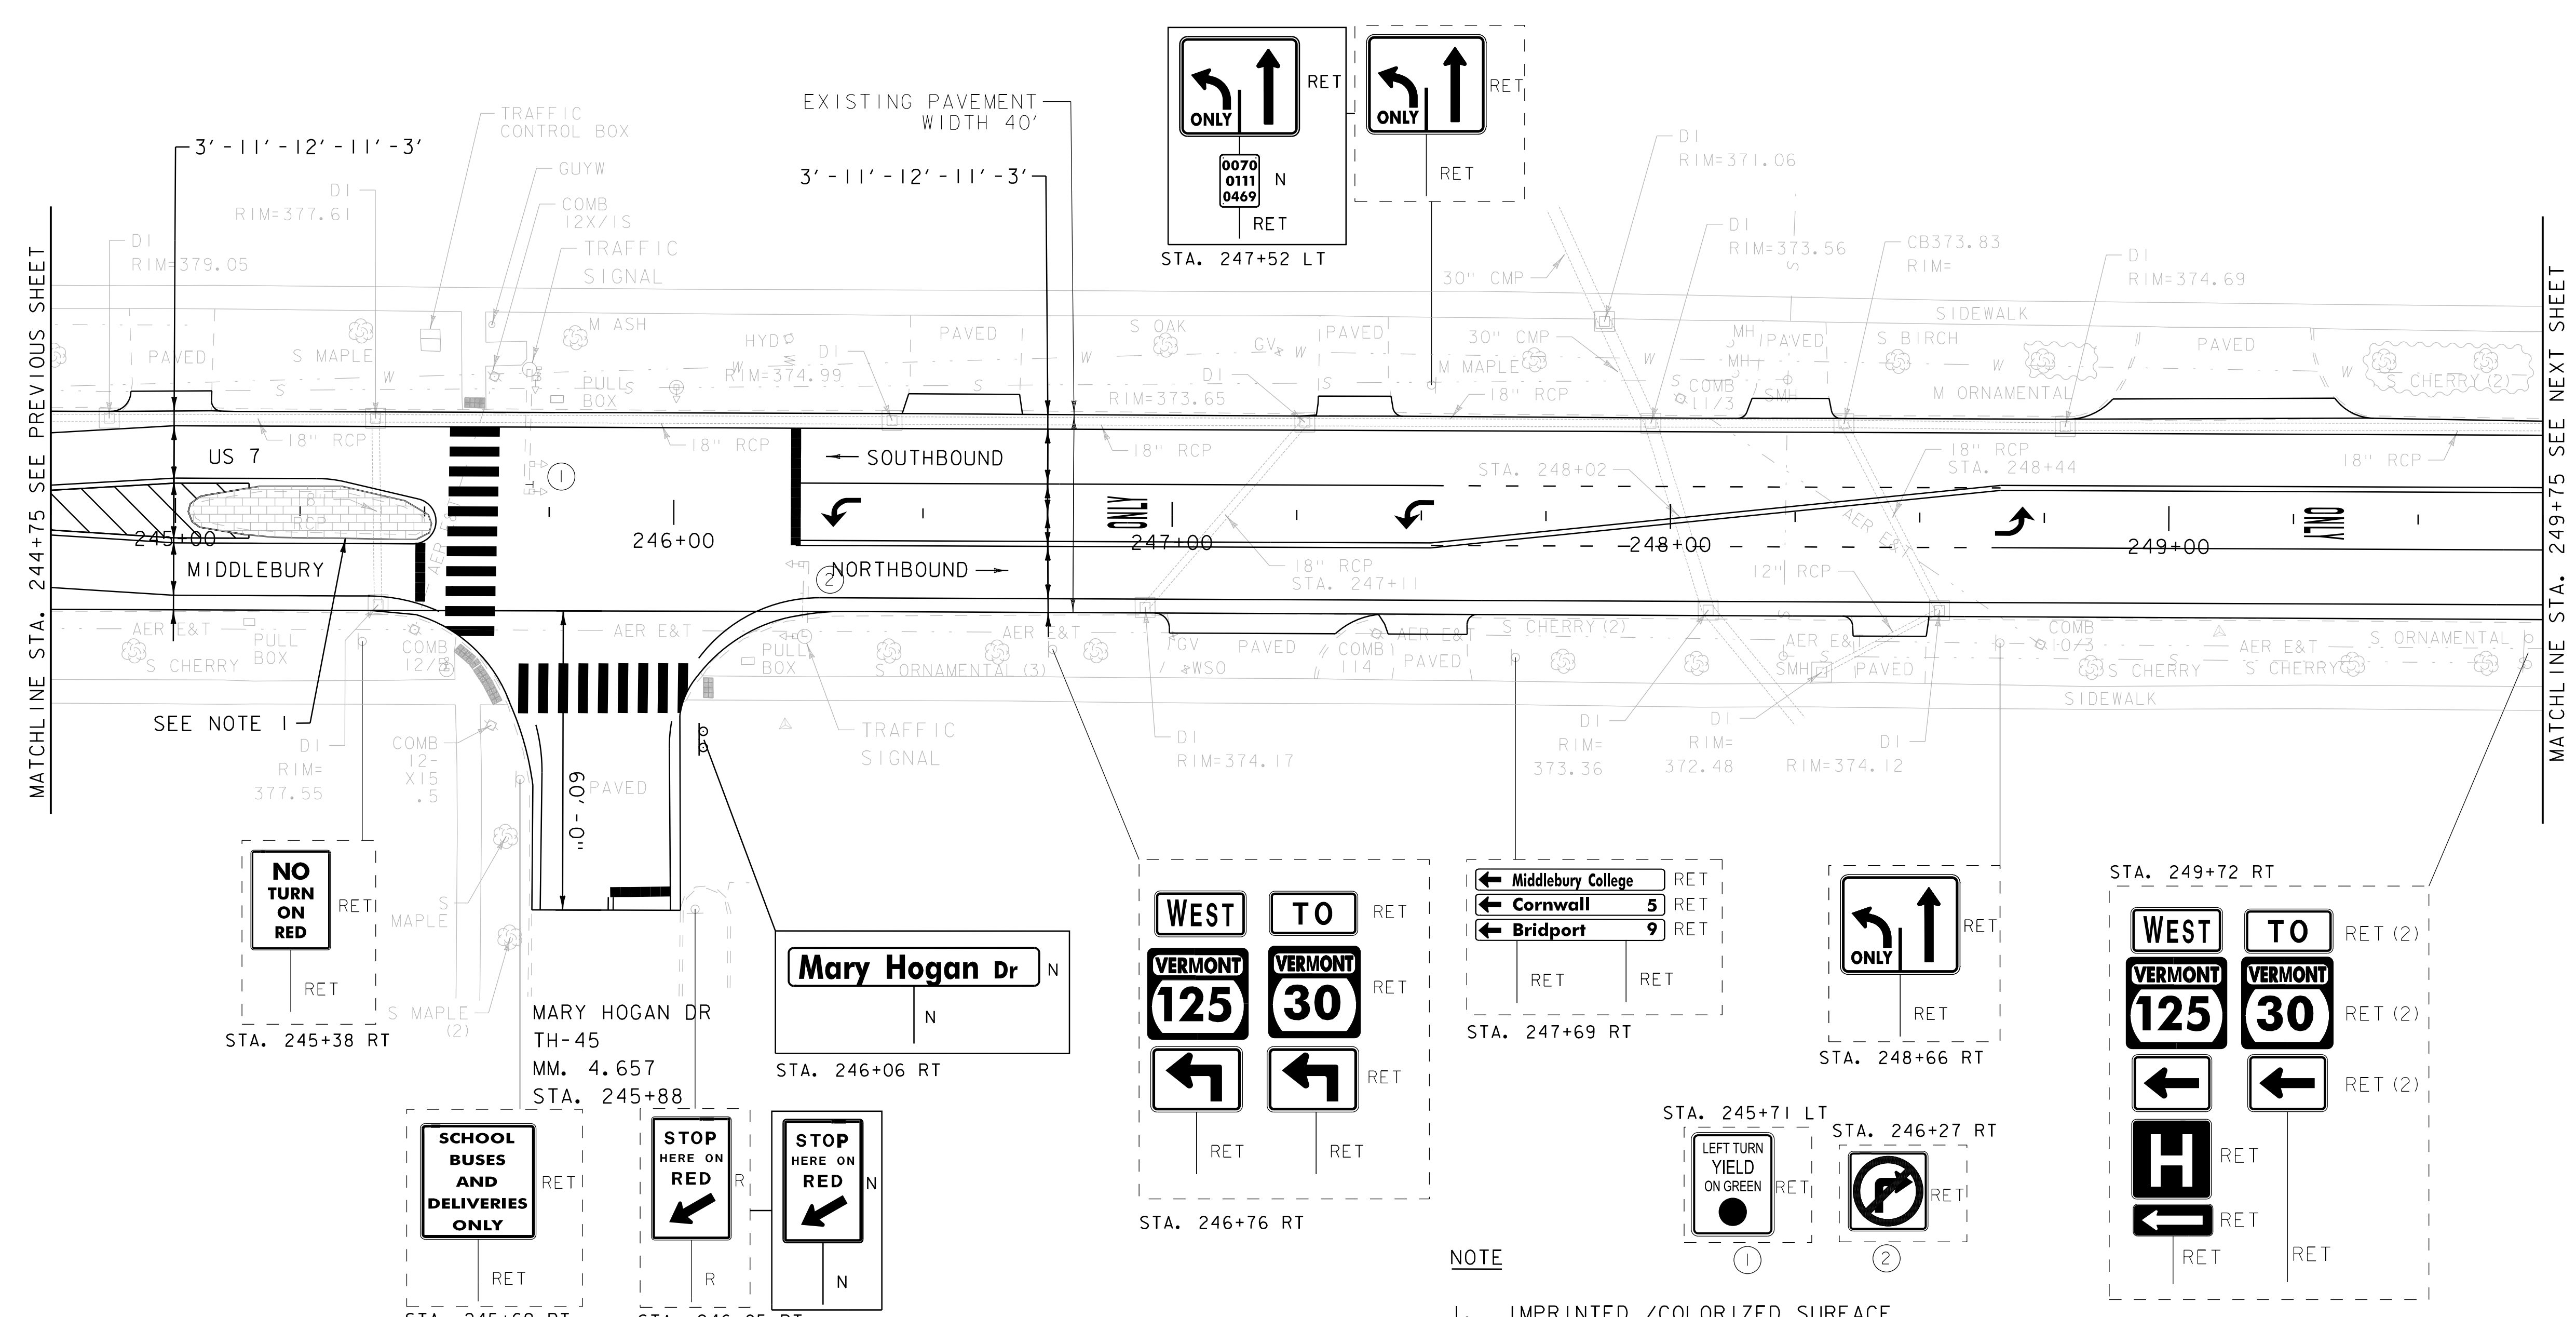 ONLY
RET
ONLY
RET
0070
0111
0469
N
RET
RET
STA. 247+52 LT
EXISTING PAVEMENT
WIDTH 40'
3'-11'-12'-11'-3'
3'-11'-12'-11'-3'
TRAFFIC
CONTROL BOX
GUYW
COMB
12X/1S
TRAFFIC
SIGNAL
DI
RIM=377.61
DI
RIM=379.05
DI
RIM=371.06
DI
RIM=373.56
CB373.83
RIM=
DI
RIM=374.69
30" CMP
30" CMP
MATCHLINE STA. 244+75 SEE PREVIOUS SHEET
MATCHLINE STA. 249+75 SEE NEXT SHEET
SIDEWALK
PAVED
S MAPLE
W
M ASH
PULL
BOX
S
HYD
W
DI
RIM=374.99
PAVED
S
W
S OAK
GV
W
DI
RIM=373.65
PAVED
S
M MAPLE
18" RCP
W
S
COMB
11/3
MH
MH
PAVED
SMH
S BIRCH
W
M ORNAMENTAL
PAVED
W
S CHERRY (2)
18" RCP
18" RCP
18" RCP
18" RCP
18" RCP
US 7
SOUTHBOUND
1
STA. 248+02
STA. 248+44
RCP
245+00
246+00
ONLY
247+00
248+00
249+00
ONLY
AER E&T
AER E&T
MIDDLEBURY
2
NORTHBOUND
18" RCP
STA. 247+11
12" RCP
AER E&T
PULL
BOX
S CHERRY
COMB
AER E&T
PULL
BOX
S ORNAMENTAL (3)
AER E&T
GV
WSO
PAVED
COMB
114
AER E&T
PAVED
S CHERRY (2)
S
SMH
AER E&T
S
PAVED
COMB
10/3
S CHERRY
S
AER E&T
S CHERRY
S ORNAMENTAL
SIDEWALK
SEE NOTE 1
DI
RIM=
377.55
COMB
12-
X15
.5
60'-0"
PAVED
TRAFFIC
SIGNAL
DI
RIM=374.17
DI
RIM=
373.36
DI
RIM=
372.48
DI
RIM=374.12
S
MAPLE
S MAPLE
(2)
NO
TURN
ON
RED
RET
RET
STA. 245+38 RT
MARY HOGAN DR
TH-45
MM. 4.657
STA. 245+88
Mary Hogan Dr
N
N
STA. 246+06 RT
SCHOOL
BUSES
AND
DELIVERIES
ONLY
RET
RET
STOP
HERE ON
RED
R
R
STOP
HERE ON
RED
N
N
WEST
TO
RET
VERMONT
125
VERMONT
30
RET
RET
RET
RET
STA. 246+76 RT
Middlebury College
RET
Cornwall 5
RET
Bridport 9
RET
RET
RET
STA. 247+69 RT
ONLY
RET
RET
STA. 248+66 RT
STA. 249+72 RT
WEST
TO
RET (2)
VERMONT
125
VERMONT
30
RET (2)
RET (2)
H
RET
RET
RET
RET
STA. 245+71 LT
LEFT TURN
YIELD
ON GREEN
RET
1
STA. 246+27 RT
RET
2
NOTE
1. IMPRINTED /COLORIZED SURFACE